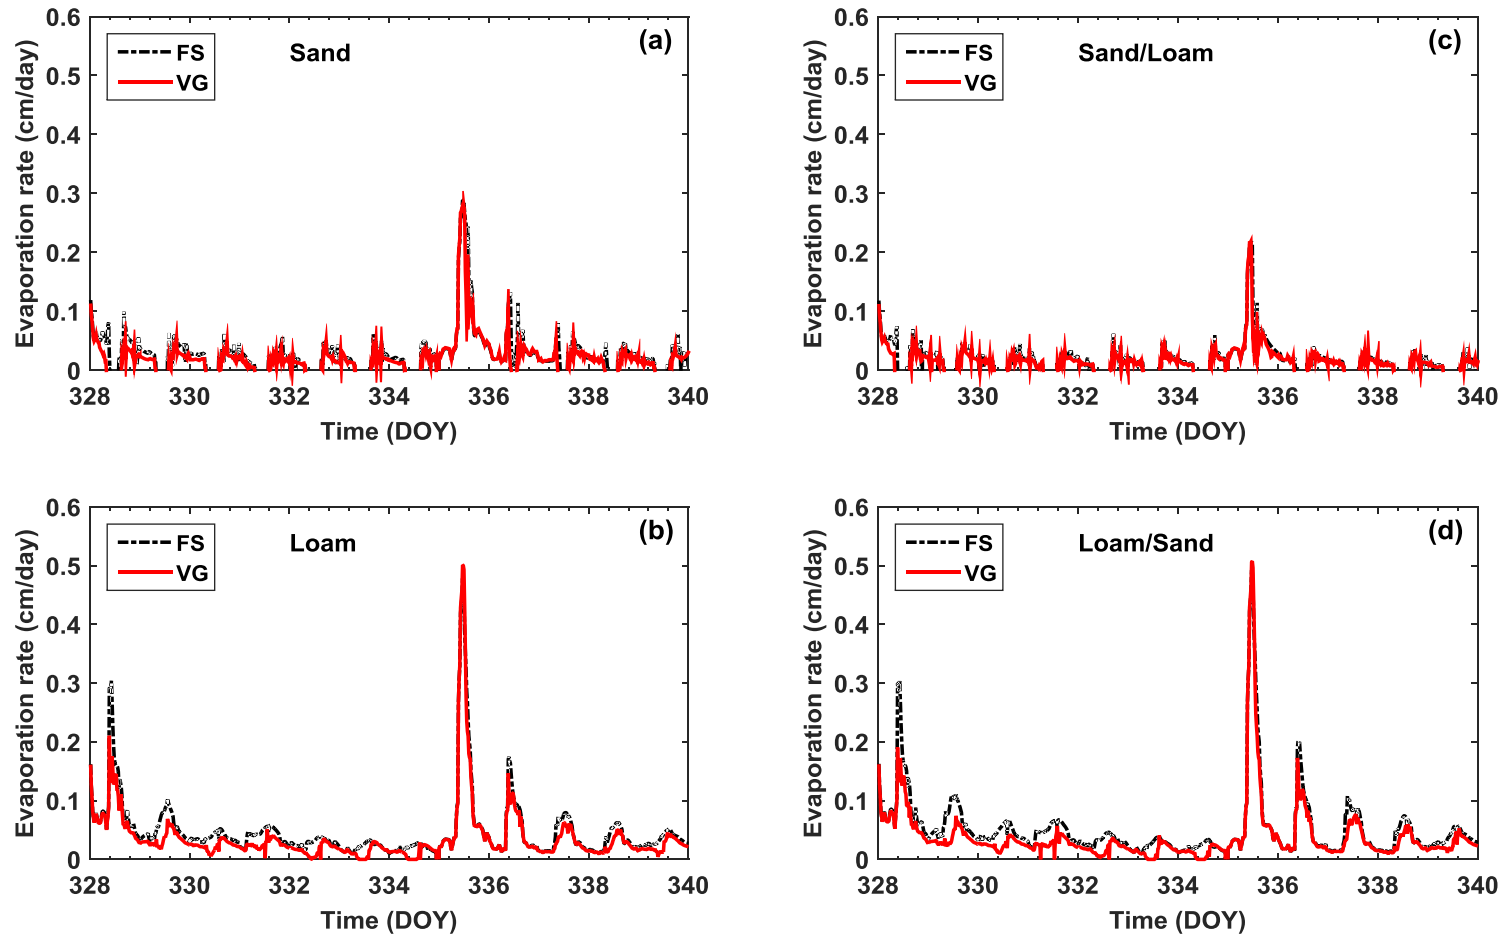 (a)
Sand
FS
VG
Evaporation rate (cm/day)
0.6
0.5
0.4
0.3
0.2
0.1
0
328 330 332 334 336 338 340
Time (DOY)
(c)
Sand/Loam
FS
VG
Evaporation rate (cm/day)
0.6
0.5
0.4
0.3
0.2
0.1
0
328 330 332 334 336 338 340
Time (DOY)
(b)
Loam
FS
VG
Evaporation rate (cm/day)
0.6
0.5
0.4
0.3
0.2
0.1
0
328 330 332 334 336 338 340
Time (DOY)
(d)
Loam/Sand
FS
VG
Evaporation rate (cm/day)
0.6
0.5
0.4
0.3
0.2
0.1
0
328 330 332 334 336 338 340
Time (DOY)